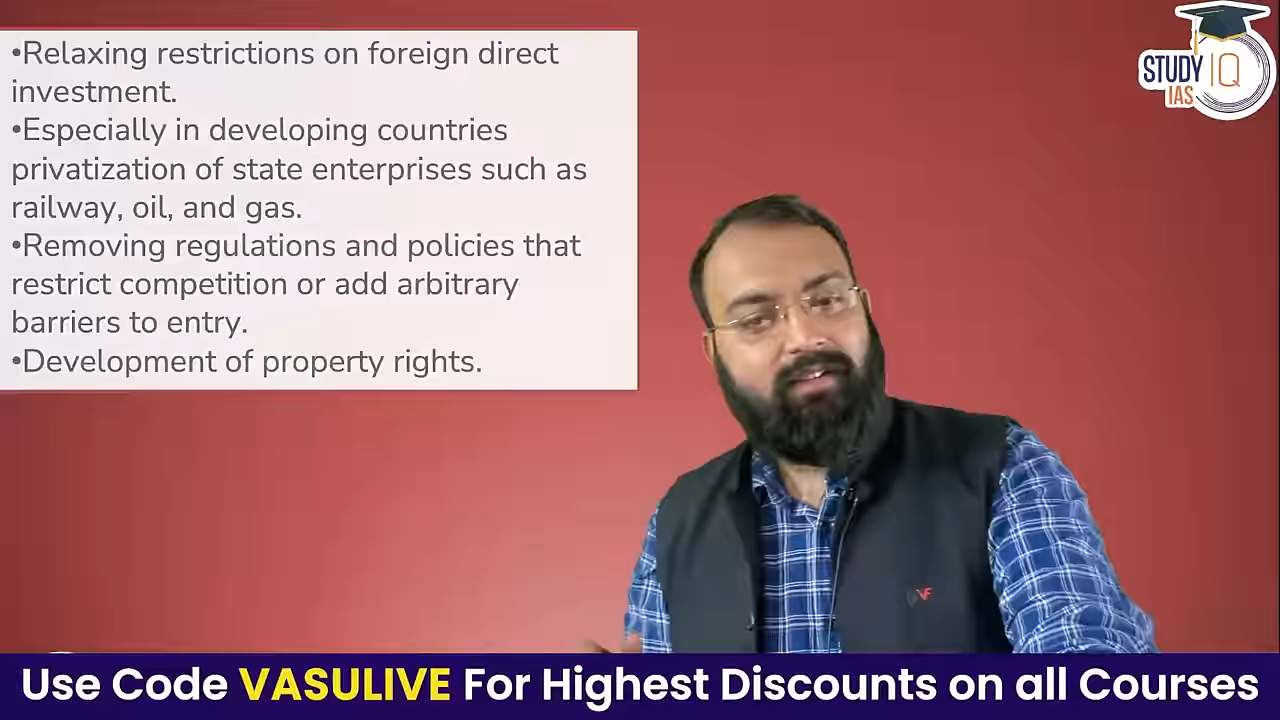 •Relaxing restrictions on foreign direct
investment.
•Especially in developing countries
privatization of state enterprises such as
railway, oil, and gas.
•Removing regulations and policies that
restrict competition or add arbitrary
barriers to entry.
•Development of property rights.
STUDY IQ
IAS
Use Code VASULIVE For Highest Discounts on all Courses